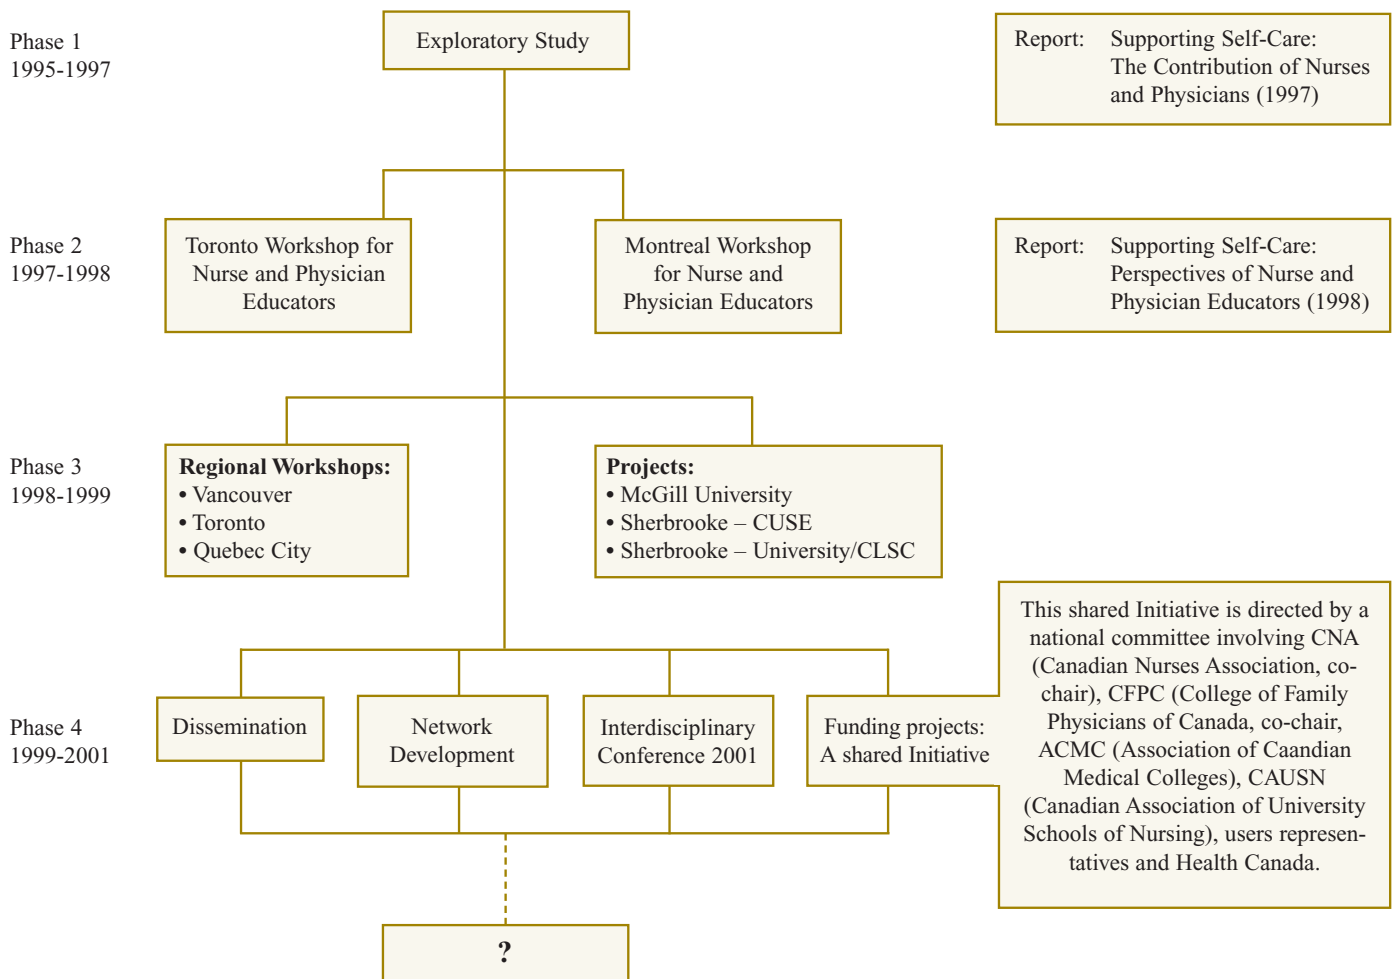 Phase 1
1995-1997
Exploratory Study
Report: Supporting Self-Care:
The Contribution of Nurses
and Physicians (1997)
Phase 2
1997-1998
Toronto Workshop for
Nurse and Physician
Educators
Montreal Workshop
for Nurse and
Physician Educators
Report: Supporting Self-Care:
Perspectives of Nurse and
Physician Educators (1998)
Phase 3
1998-1999
Regional Workshops:
• Vancouver
• Toronto
• Quebec City
Projects:
• McGill University
• Sherbrooke – CUSE
• Sherbrooke – University/CLSC
Phase 4
1999-2001
Dissemination
Network
Development
Interdisciplinary
Conference 2001
Funding projects:
A shared Initiative
This shared Initiative is directed by a
national committee involving CNA
(Canadian Nurses Association, co-
chair), CFPC (College of Family
Physicians of Canada, co-chair,
ACMC (Association of Caandian
Medical Colleges), CAUSN
(Canadian Association of University
Schools of Nursing), users represen-
tatives and Health Canada.
?